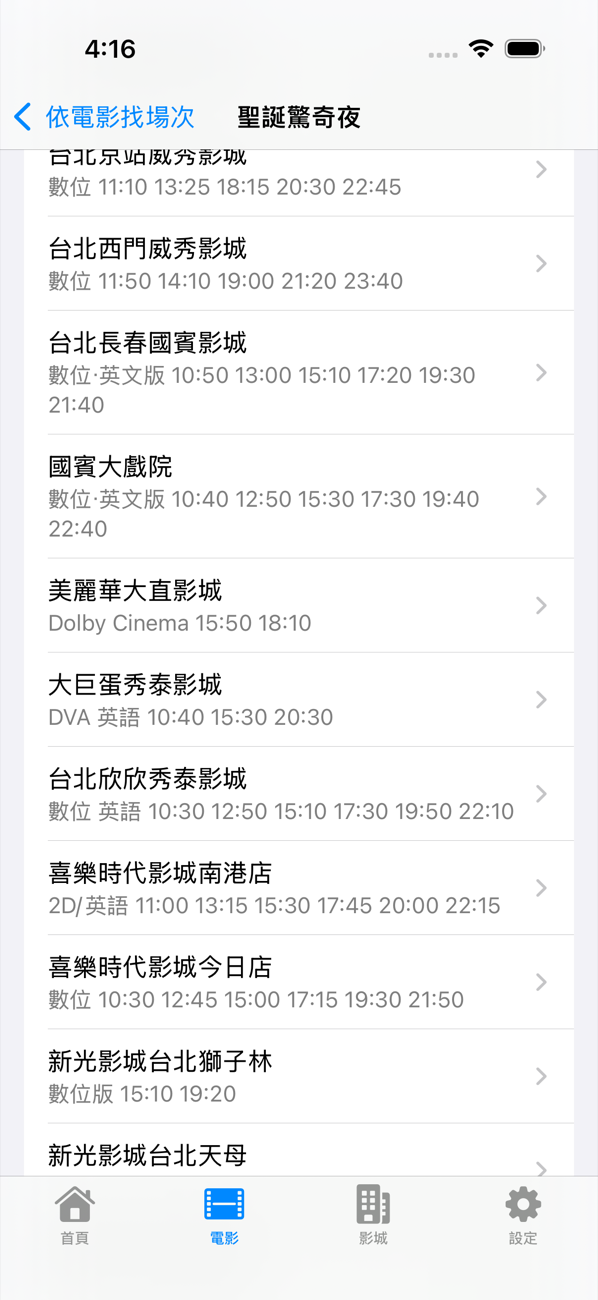 4:16
依電影找場次
聖誕驚奇夜
台北京站威秀影城
數位 11:10 13:25 18:15 20:30 22:45
台北西門威秀影城
數位 11:50 14:10 19:00 21:20 23:40
台北長春國賓影城
數位·英文版 10:50 13:00 15:10 17:20 19:30
21:40
國賓大戲院
數位·英文版 10:40 12:50 15:30 17:30 19:40
22:40
美麗華大直影城
Dolby Cinema 15:50 18:10
大巨蛋秀泰影城
DVA 英語 10:40 15:30 20:30
台北欣欣秀泰影城
數位 英語 10:30 12:50 15:10 17:30 19:50 22:10
喜樂時代影城南港店
2D/英語 11:00 13:15 15:30 17:45 20:00 22:15
喜樂時代影城今日店
數位 10:30 12:45 15:00 17:15 19:30 21:50
新光影城台北獅子林
數位版 15:10 19:20
新光影城台北天母
首頁
電影
影城
設定